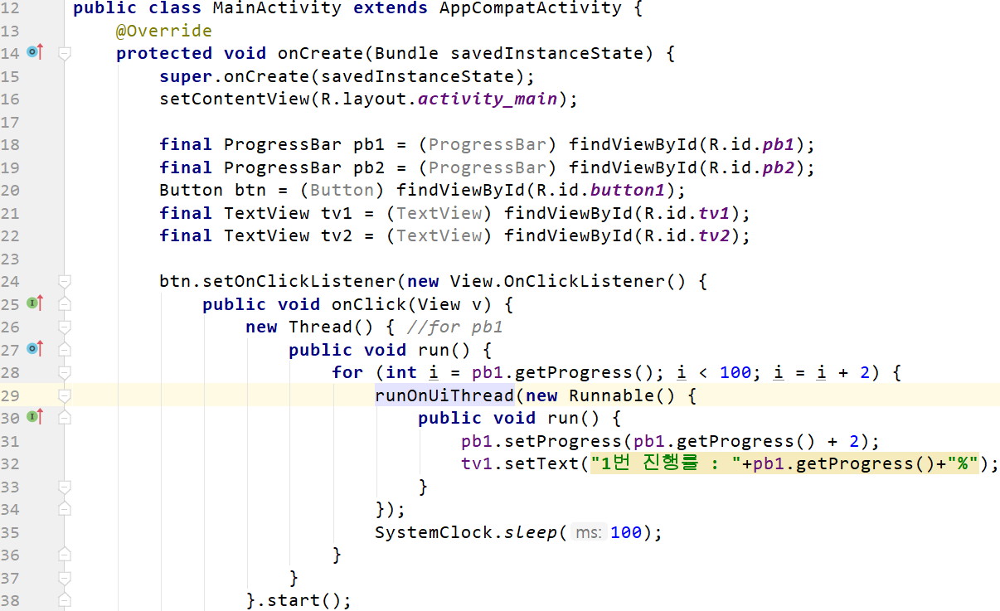 12 public class MainActivity extends AppCompatActivity {
13 @Override
14 protected void onCreate(Bundle savedInstanceState) {
15 super.onCreate(savedInstanceState);
16 setContentView(R.layout.activity_main);
17
18 final ProgressBar pb1 = (ProgressBar) findViewById(R.id.pb1);
19 final ProgressBar pb2 = (ProgressBar) findViewById(R.id.pb2);
20 Button btn = (Button) findViewById(R.id.button1);
21 final TextView tv1 = (TextView) findViewById(R.id.tv1);
22 final TextView tv2 = (TextView) findViewById(R.id.tv2);
23
24 btn.setOnClickListener(new View.OnClickListener() {
25 public void onClick(View v) {
26 new Thread() { //for pb1
27 public void run() {
28 for (int i = pb1.getProgress(); i < 100; i = i + 2) {
29 runOnUiThread(new Runnable() {
30 public void run() {
31 pb1.setProgress(pb1.getProgress() + 2);
32 tv1.setText("1번 진행률 : "+pb1.getProgress()+"%");
33 }
34 });
35 SystemClock.sleep( ms: 100);
36 }
37 }
38 }.start();